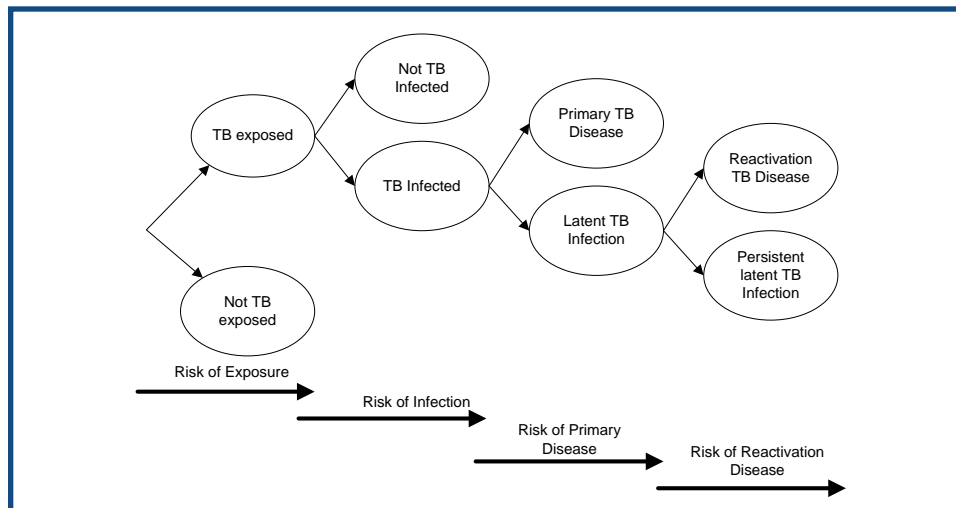 Not TB
Infected
TB exposed
Primary TB
Disease
Reactivation
TB Disease
TB Infected
Latent TB
Infection
Persistent
latent TB
Infection
Not TB
exposed
Risk of Exposure
Risk of Infection
Risk of Primary
Disease
Risk of Reactivation
Disease